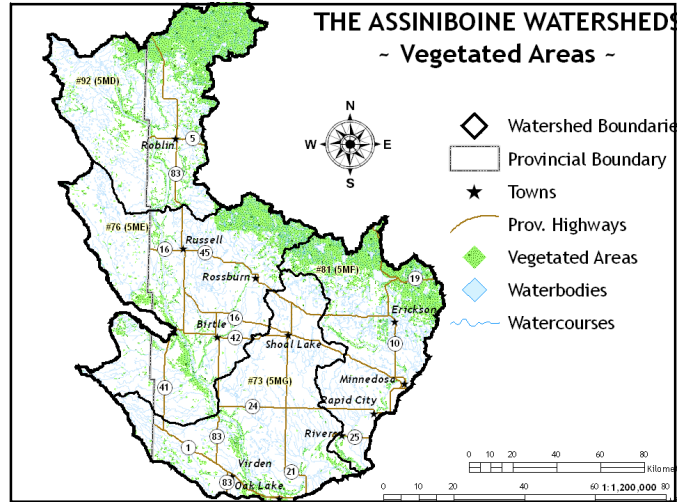 THE ASSINIBOINE WATERSHEDS
~ Vegetated Areas ~
#92 (5MD)
N
W E
S
Watershed Boundarie
Provincial Boundary
Towns
Prov. Highways
Vegetated Areas
Waterbodies
Watercourses
Roblin
5
83
#76 (5ME)
Russell
16
45
Rossburn
#81 (5MF)
19
Erickson
16
Birtle
42
Shoal Lake
10
41
#73 (5MG)
Minnedosa
24
Rapid City
83
Rivers
25
1
Virden
21
83
Oak Lake
0 10 20 40 60 80
Kilome
1:1,200,000
0 10 20 40 60 80